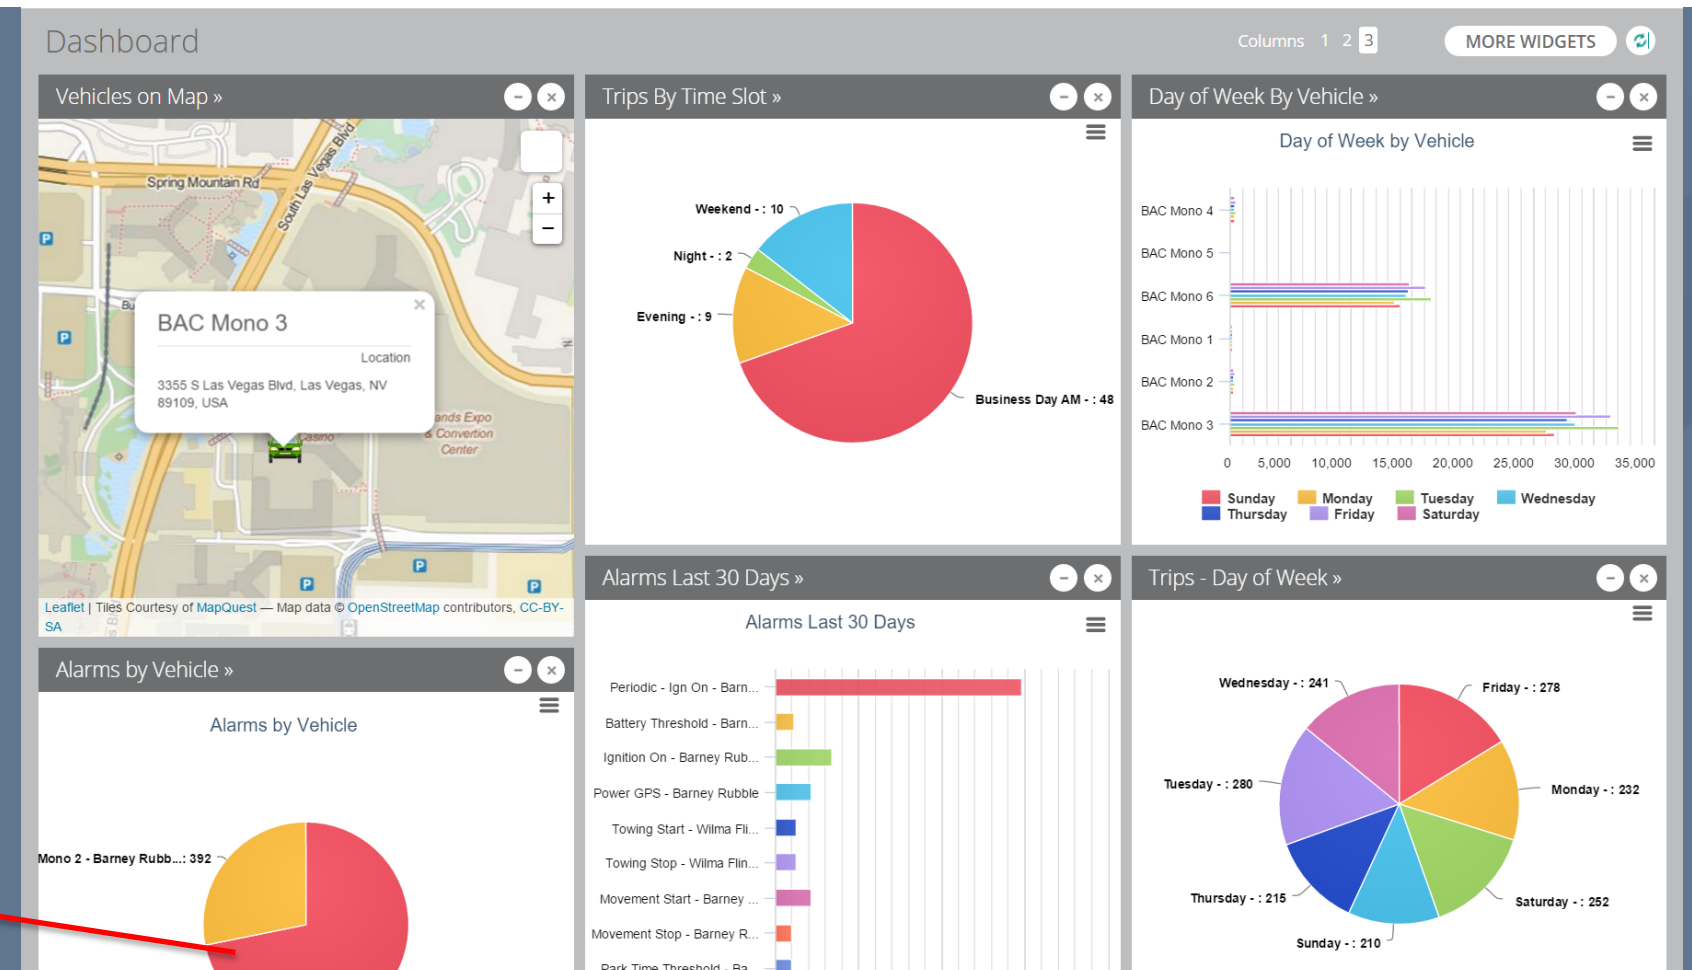 Dashboard
Columns 1 2 3
MORE WIDGETS
Vehicles on Map »
Spring Mountain Rd
South Las Vegas Blvd
P
+
−
Bu
BAC Mono 3
Location
3355 S Las Vegas Blvd, Las Vegas, NV
89109, USA
P
ands Expo
& Convertion
Center
Casino
P
P
P
Leaflet | Tiles Courtesy of MapQuest — Map data © OpenStreetMap contributors, CC-BY-
SA
Alarms by Vehicle »
Alarms by Vehicle
Mono 2 - Barney Rubb...: 392
Trips By Time Slot »
Weekend - : 10
Night - : 2
Evening - : 9
Business Day AM - : 48
Alarms Last 30 Days »
Alarms Last 30 Days
Periodic - Ign On - Barn...
Battery Threshold - Barn...
Ignition On - Barney Rub...
Power GPS - Barney Rubble
Towing Start - Wilma Fli...
Towing Stop - Wilma Flin...
Movement Start - Barney ...
Movement Stop - Barney R...
Park Time Threshold - Ba...
Day of Week By Vehicle »
Day of Week by Vehicle
BAC Mono 4
BAC Mono 5
BAC Mono 6
BAC Mono 1
BAC Mono 2
BAC Mono 3
0 5,000 10,000 15,000 20,000 25,000 30,000 35,000
Sunday Monday Tuesday Wednesday
Thursday Friday Saturday
Trips - Day of Week »
Wednesday - : 241
Friday - : 278
Tuesday - : 280
Monday - : 232
Thursday - : 215
Saturday - : 252
Sunday - : 210